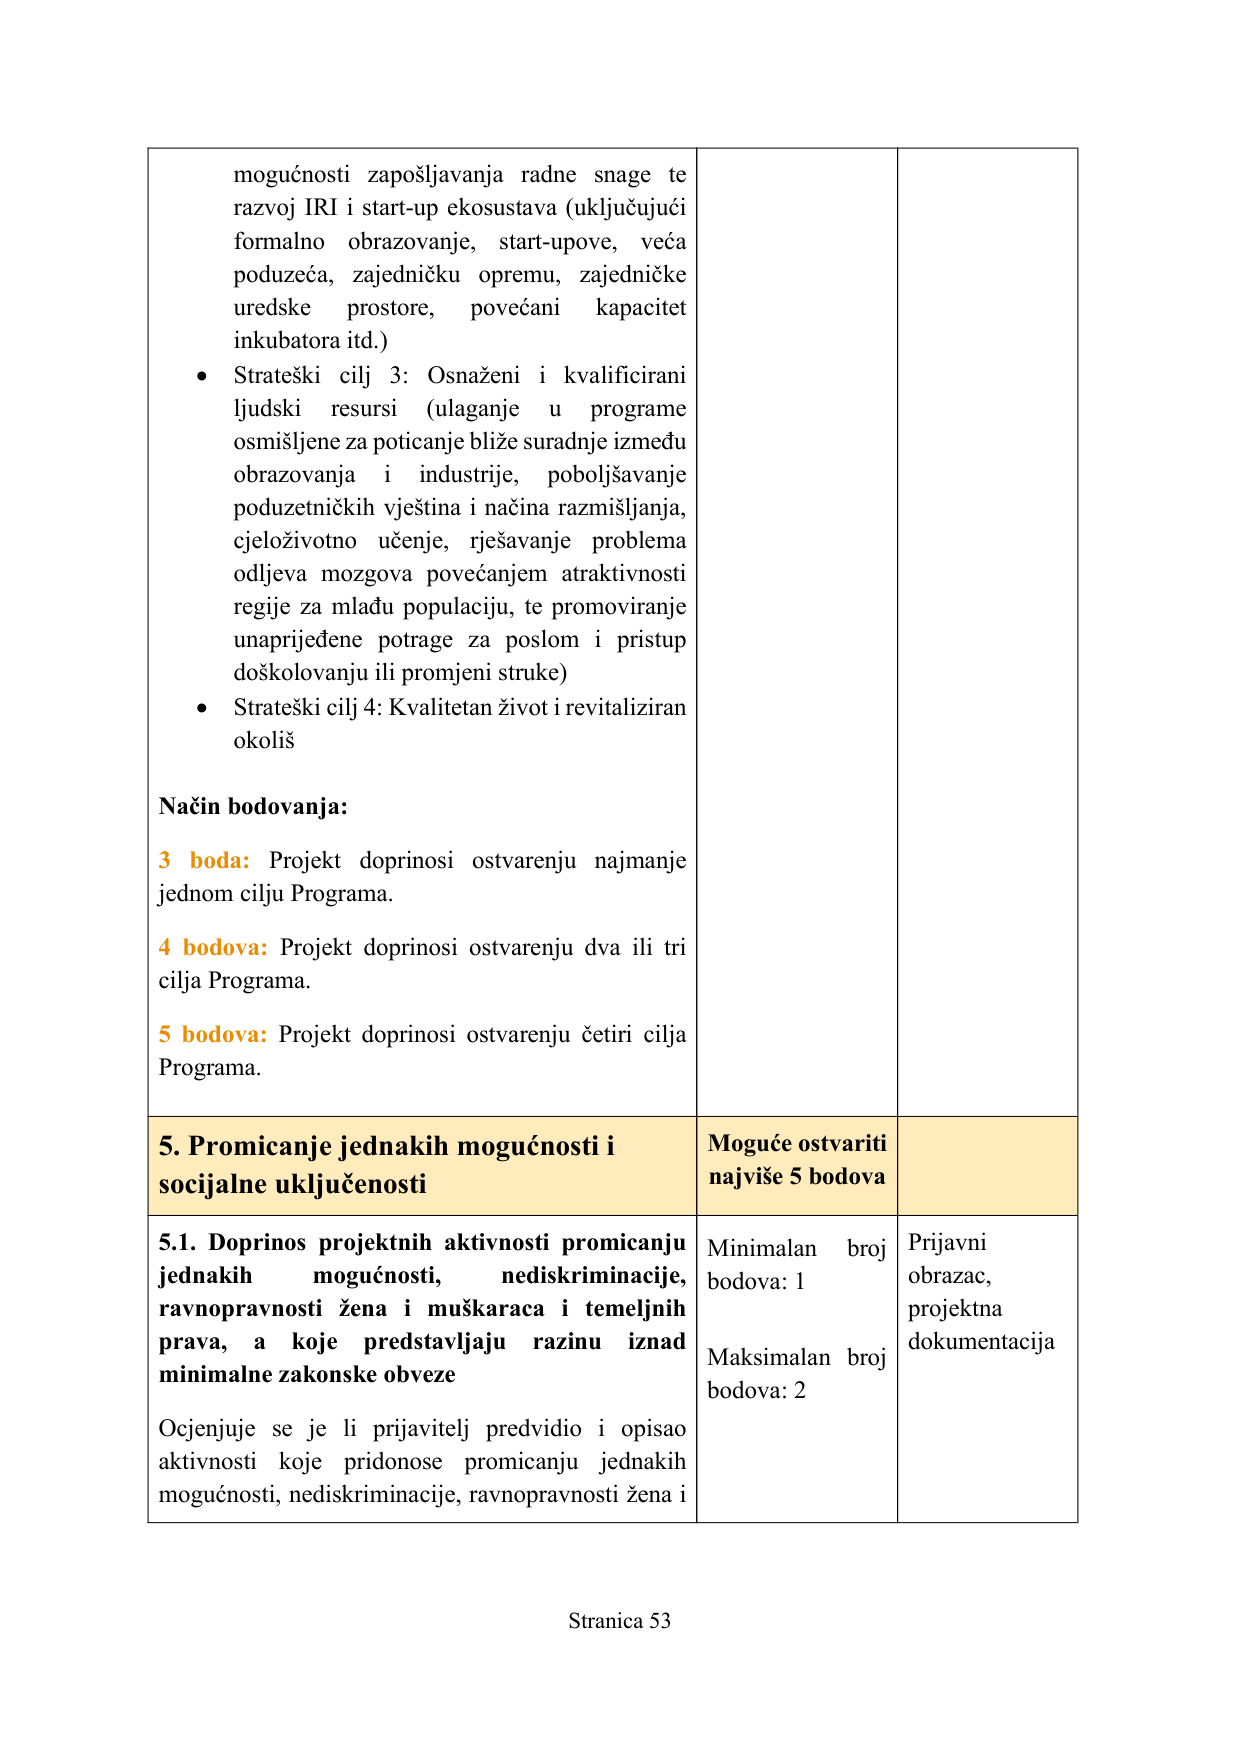 mogućnosti zapošljavanja radne snage te
razvoj IRI i start-up ekosustava (uključujući
formalno obrazovanje, start-upove, veća
poduzeća, zajedničku opremu, zajedničke
uredske prostore, povećani kapacitet
inkubatora itd.)
• Strateški cilj 3: Osnaženi i kvalificirani
ljudski resursi (ulaganje u programe
osmišljene za poticanje bliže suradnje između
obrazovanja i industrije, poboljšavanje
poduzetničkih vještina i načina razmišljanja,
cjeloživotno učenje, rješavanje problema
odljeva mozgova povećanjem atraktivnosti
regije za mlađu populaciju, te promoviranje
unaprijeđene potrage za poslom i pristup
doškolovanju ili promjeni struke)
• Strateški cilj 4: Kvalitetan život i revitaliziran
okoliš
Način bodovanja:
3 boda: Projekt doprinosi ostvarenju najmanje
jednom cilju Programa.
4 bodova: Projekt doprinosi ostvarenju dva ili tri
cilja Programa.
5 bodova: Projekt doprinosi ostvarenju četiri cilja
Programa.
5. Promicanje jednakih mogućnosti i
socijalne uključenosti
Moguće ostvariti
najviše 5 bodova
5.1. Doprinos projektnih aktivnosti promicanju
jednakih mogućnosti, nediskriminacije,
ravnopravnosti žena i muškaraca i temeljnih
prava, a koje predstavljaju razinu iznad
minimalne zakonske obveze
Ocjenjuje se je li prijavitelj predvidio i opisao
aktivnosti koje pridonose promicanju jednakih
mogućnosti, nediskriminacije, ravnopravnosti žena i
Minimalan broj
bodova: 1
Maksimalan broj
bodova: 2
Prijavni
obrazac,
projektna
dokumentacija
Stranica 53